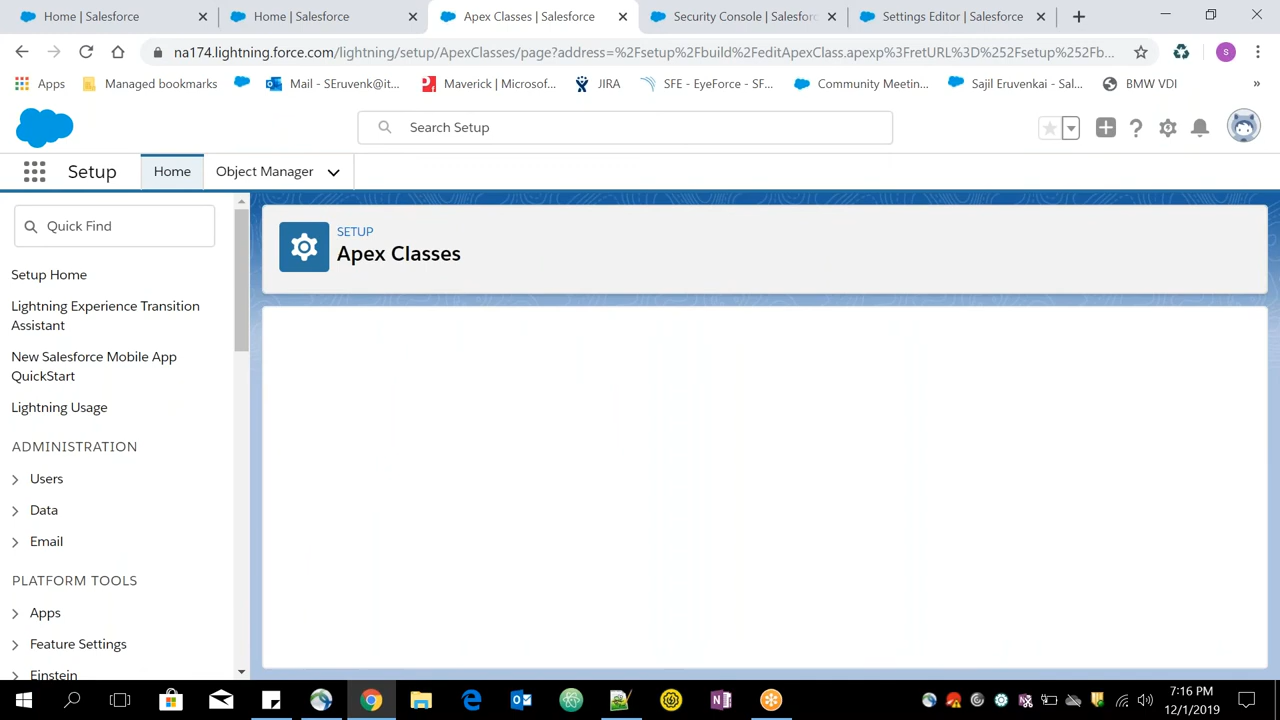 Home | Salesforce
Home | Salesforce
Apex Classes | Salesforce
Security Console | Salesforc
Settings Editor | Salesforce
na174.lightning.force.com/lightning/setup/ApexClasses/page?address=%2Fsetup%2Fbuild%2FeditApexClass.apexp%3FretURL%3D%252Fsetup%252Fb...
S
Apps
Managed bookmarks
Mail - SEruvenk@it...
Maverick | Microsof...
JIRA
SFE - EyeForce - SF...
Community Meetin...
Sajil Eruvenkai - Sal...
BMW VDI
»
Search Setup
Setup
Home
Object Manager
Quick Find
SETUP
Apex Classes
Setup Home
Lightning Experience Transition
Assistant
New Salesforce Mobile App
QuickStart
Lightning Usage
ADMINISTRATION
Users
Data
Email
PLATFORM TOOLS
Apps
Feature Settings
Einstein
7:16 PM
12/1/2019